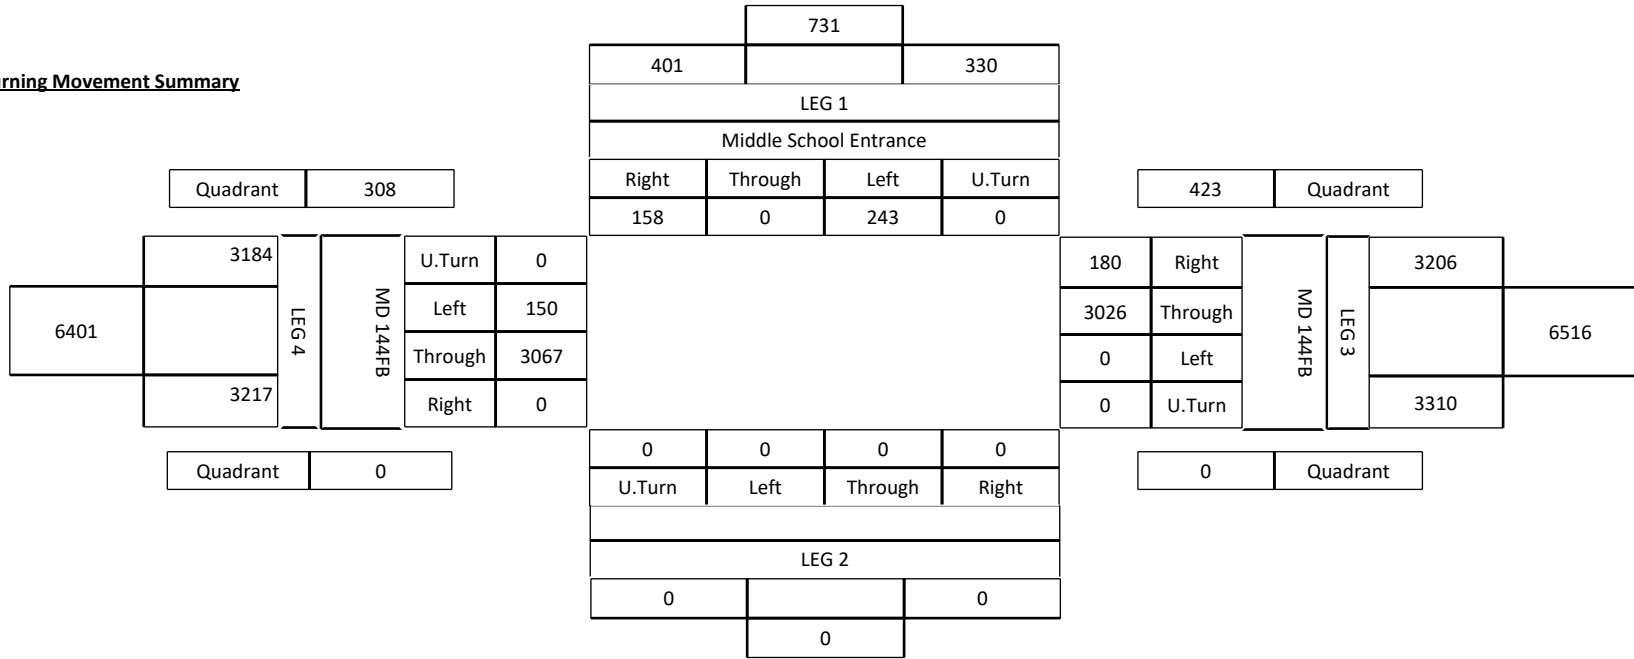 731
401 330
urning Movement Summary
LEG 1
Middle School Entrance
Quadrant 308
Right Through Left U.Turn
423 Quadrant
158 0 243 0
3184
U.Turn 0
180 Right
3206
6401
LEG 4
MD 144FB
Left 150
3026 Through
MD 144FB
LEG 3
6516
Through 3067
0 Left
3217
Right 0
0 U.Turn
3310
0 0 0 0
Quadrant 0
U.Turn Left Through Right
0 Quadrant
LEG 2
0 0
0